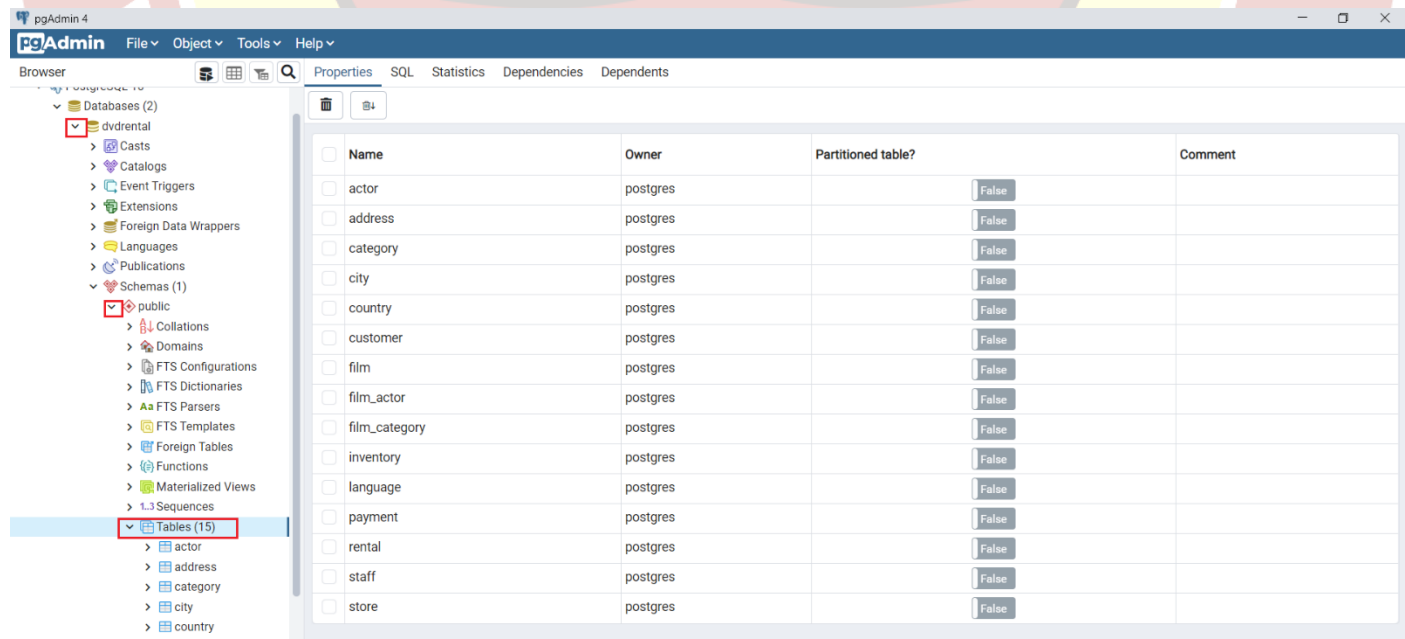 pgAdmin 4
pgAdmin File Object Tools Help
Browser
Properties SQL Statistics Dependencies Dependents
Databases (2)
dvdrental
Casts
Catalogs
Event Triggers
Extensions
Foreign Data Wrappers
Languages
Publications
Schemas (1)
public
Collations
Domains
FTS Configurations
FTS Dictionaries
Aa FTS Parsers
FTS Templates
Foreign Tables
Functions
Materialized Views
1..3 Sequences
Tables (15)
actor
address
category
city
country
Name Owner Partitioned table? Comment
actor postgres False
address postgres False
category postgres False
city postgres False
country postgres False
customer postgres False
film postgres False
film_actor postgres False
film_category postgres False
inventory postgres False
language postgres False
payment postgres False
rental postgres False
staff postgres False
store postgres False